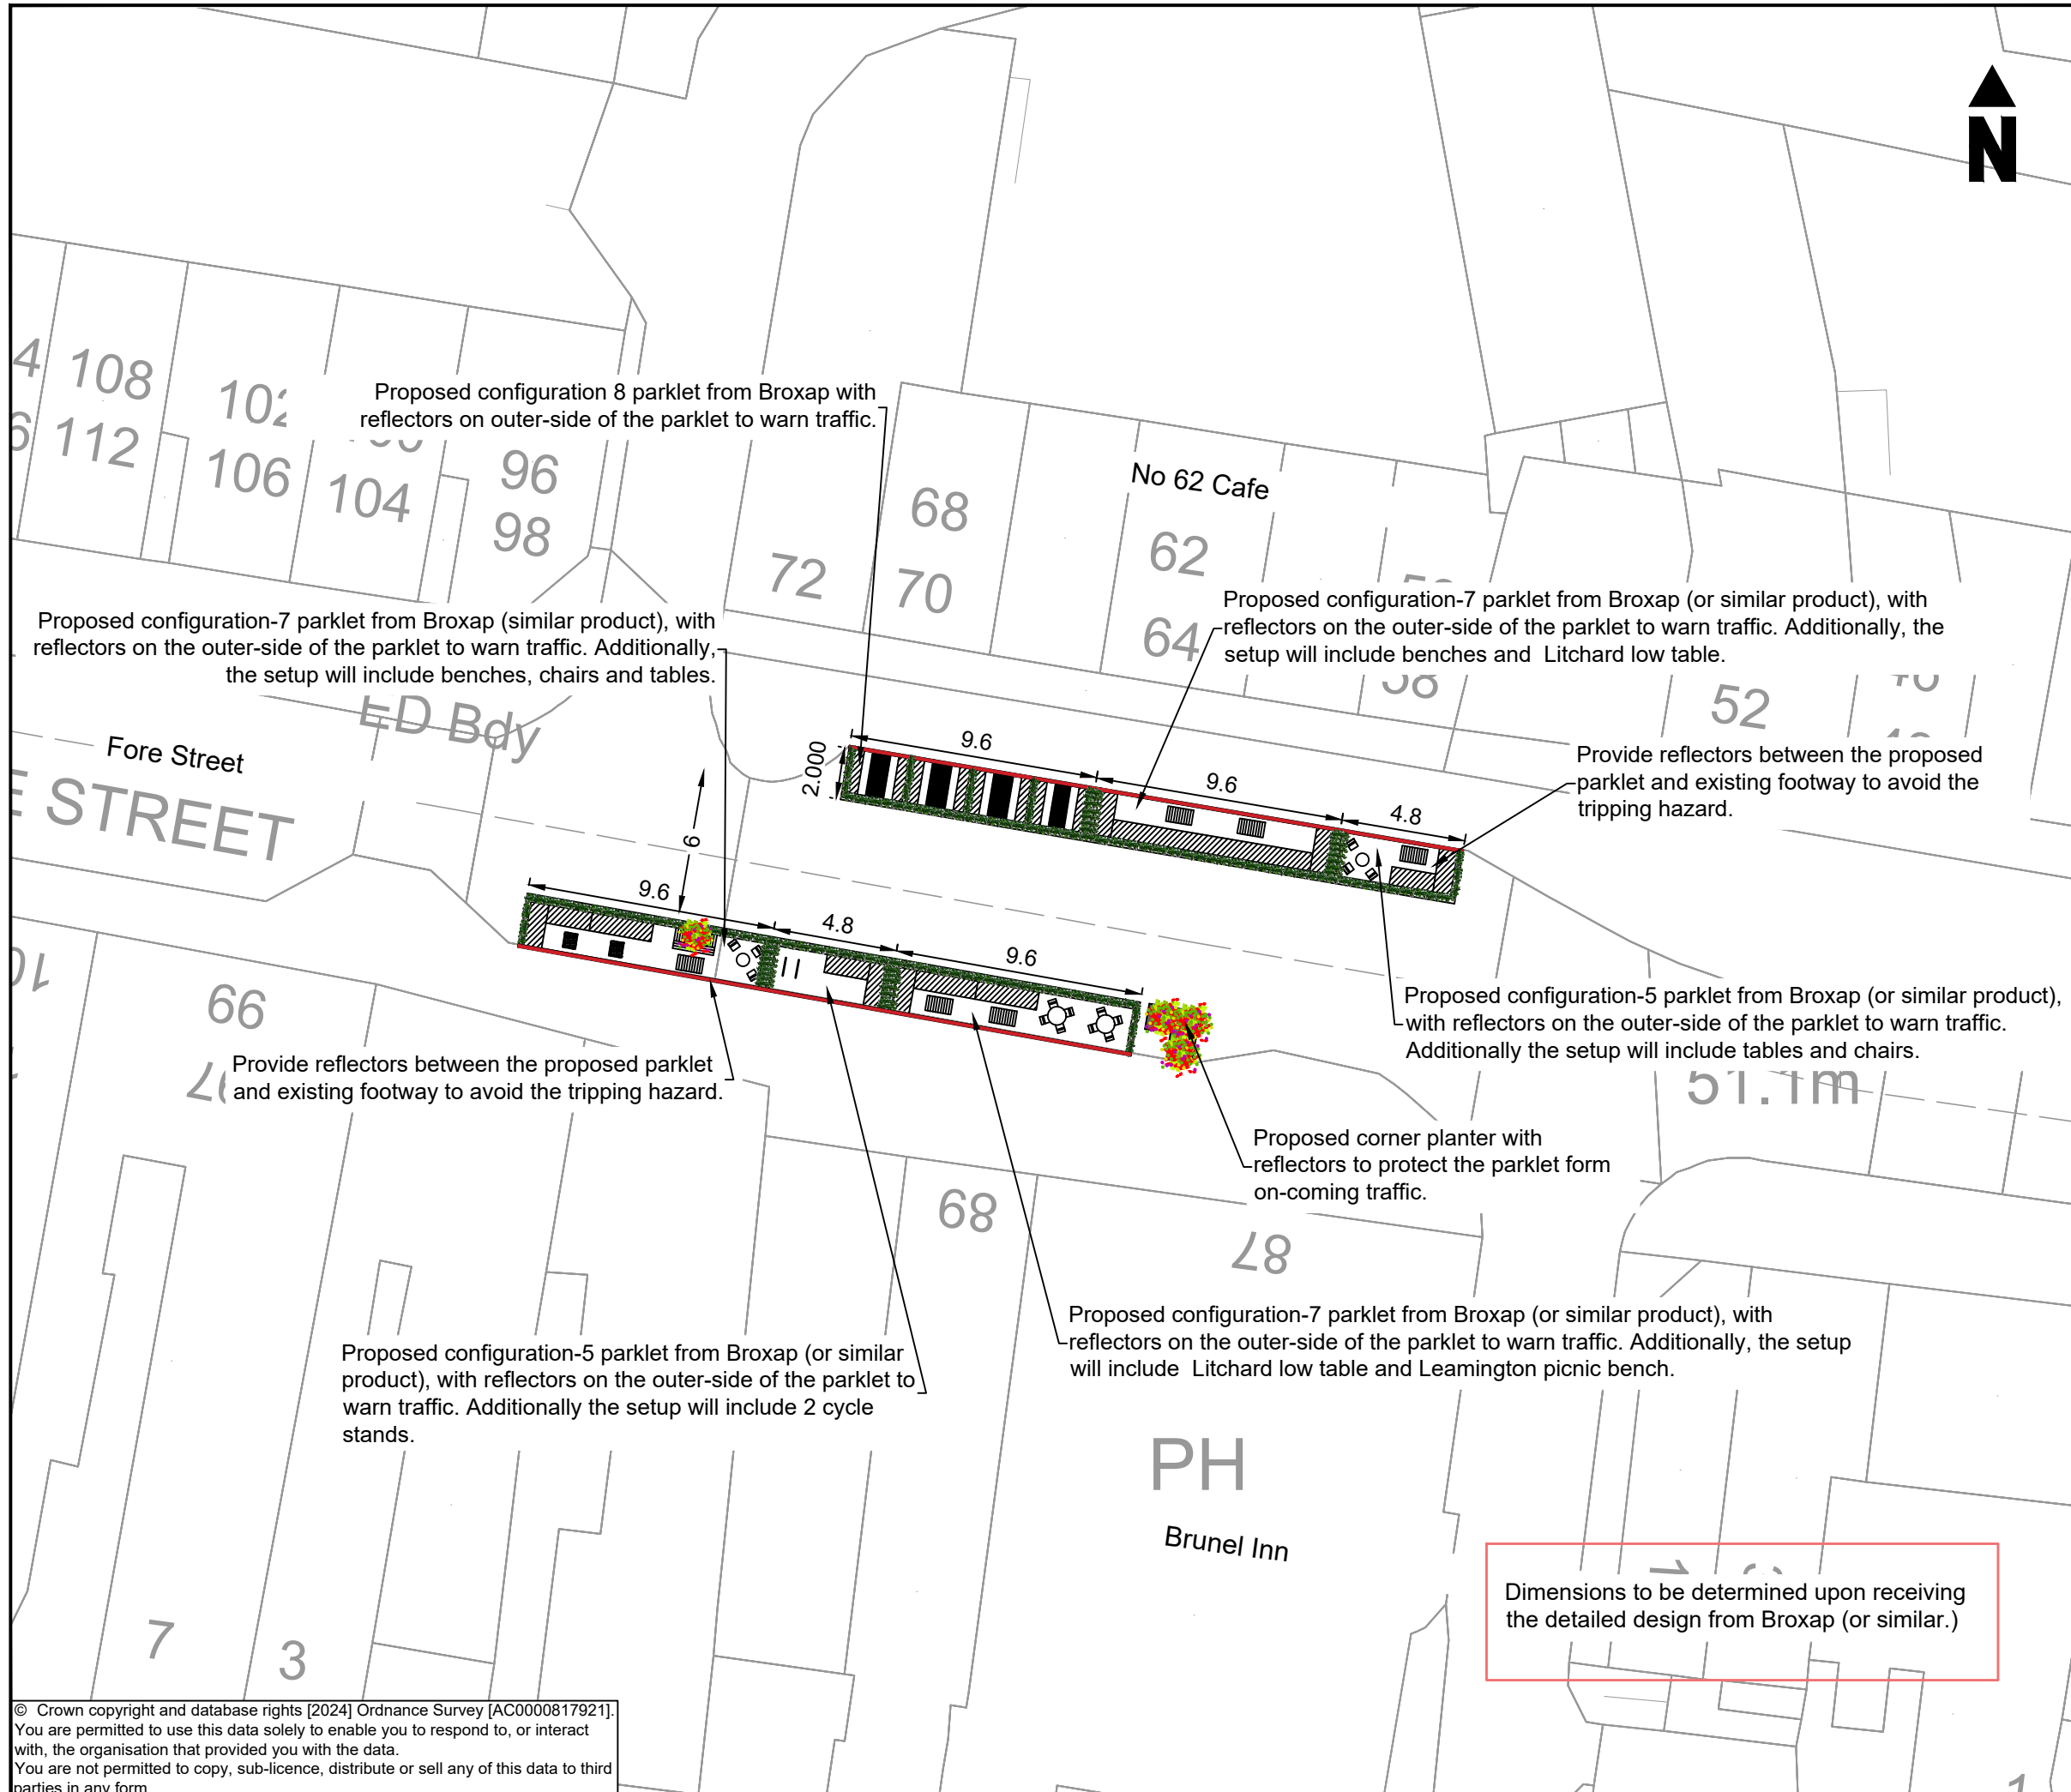 N
108
112
102
106
104
96
98
Proposed configuration 8 parklet from Broxap with
reflectors on outer-side of the parklet to warn traffic.
68
70
72
No 62 Cafe
62
64
Proposed configuration-7 parklet from Broxap (similar product), with
reflectors on the outer-side of the parklet to warn traffic. Additionally,
the setup will include benches, chairs and tables.
Proposed configuration-7 parklet from Broxap (or similar product), with
reflectors on the outer-side of the parklet to warn traffic. Additionally, the
setup will include benches and Litchard low table.
58
52
ED Bdy
Fore Street
E STREET
9.6
2.000
9.6
4.8
Provide reflectors between the proposed
parklet and existing footway to avoid the
tripping hazard.
6
9.6
4.8
9.6
99
97
Proposed configuration-5 parklet from Broxap (or similar product),
with reflectors on the outer-side of the parklet to warn traffic.
Additionally the setup will include tables and chairs.
51.1m
Provide reflectors between the proposed parklet
and existing footway to avoid the tripping hazard.
Proposed corner planter with
reflectors to protect the parklet form
on-coming traffic.
89
87
Proposed configuration-7 parklet from Broxap (or similar product), with
reflectors on the outer-side of the parklet to warn traffic. Additionally, the setup
will include Litchard low table and Leamington picnic bench.
Proposed configuration-5 parklet from Broxap (or similar
product), with reflectors on the outer-side of the parklet to
warn traffic. Additionally the setup will include 2 cycle
stands.
PH
Brunel Inn
Dimensions to be determined upon receiving
the detailed design from Broxap (or similar.)
7
3
© Crown copyright and database rights [2024] Ordnance Survey [AC0000817921].
You are permitted to use this data solely to enable you to respond to, or interact
with, the organisation that provided you with the data.
You are not permitted to copy, sub-licence, distribute or sell any of this data to third
parties in any form